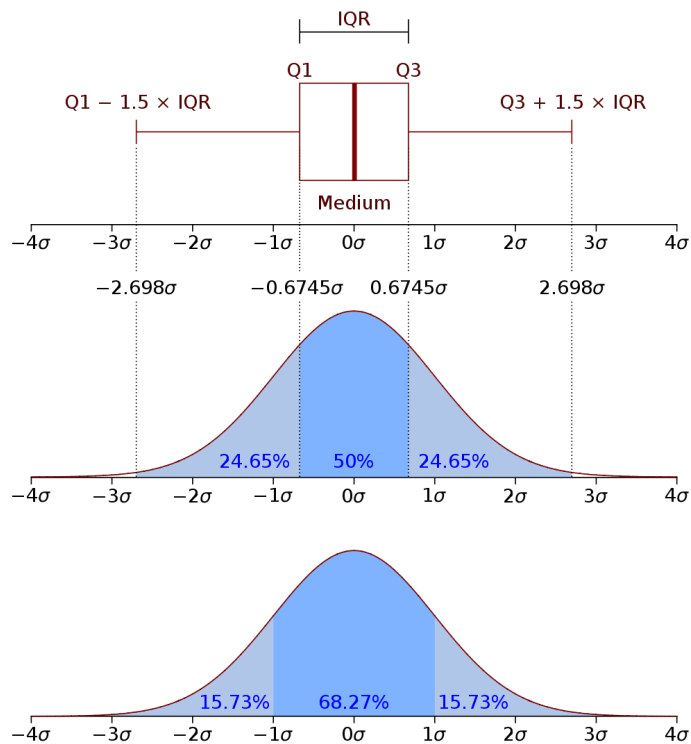 IQR
Q1 Q3
Q1 − 1.5 × IQR Q3 + 1.5 × IQR
Medium
−4σ −3σ −2σ −1σ 0σ 1σ 2σ 3σ 4σ
−2.698σ −0.6745σ 0.6745σ 2.698σ
24.65% 50% 24.65%
−4σ −3σ −2σ −1σ 0σ 1σ 2σ 3σ 4σ
15.73% 68.27% 15.73%
−4σ −3σ −2σ −1σ 0σ 1σ 2σ 3σ 4σ